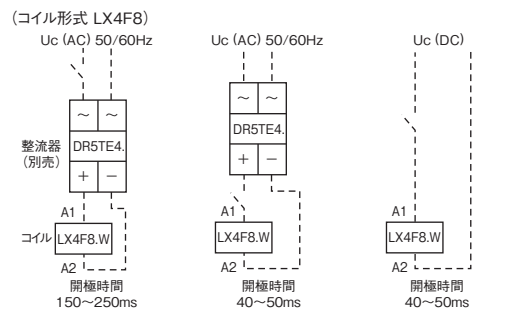 (コイル形式 LX4F8)
Uc (AC) 50/60Hz
Uc (AC) 50/60Hz
Uc (DC)
~ ~
~ ~
整流器
(別売)
DR5TE4.
DR5TE4.
+ −
+ −
A1
A1
A1
コイル
LX4F8.W
LX4F8.W
LX4F8.W
A2
A2
A2
開極時間
150~250ms
開極時間
40~50ms
開極時間
40~50ms